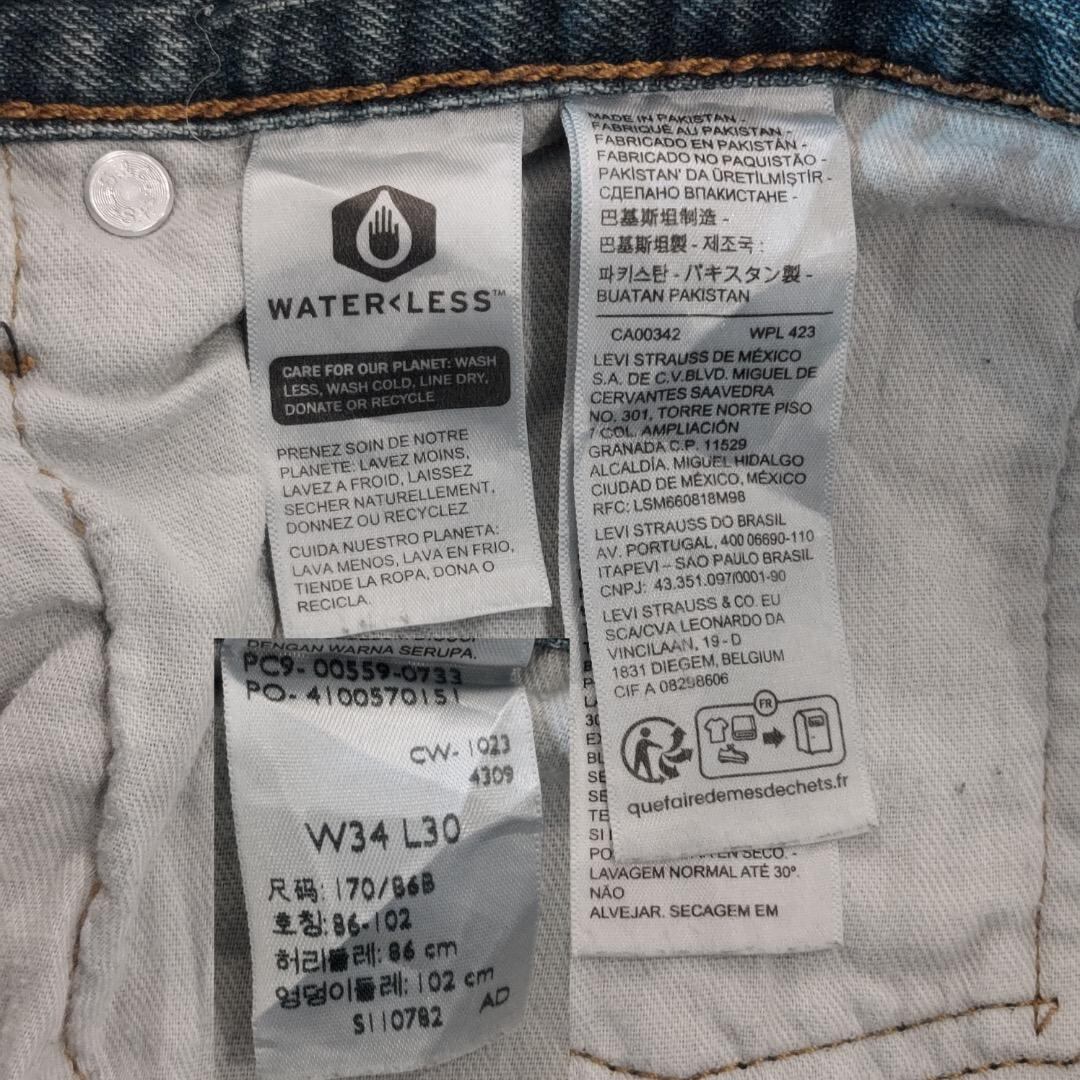 WATER<LESS™
CARE FOR OUR PLANET: WASH
LESS, WASH COLD, LINE DRY,
DONATE OR RECYCLE
PRENEZ SOIN DE NOTRE
PLANETE: LAVEZ MOINS,
LAVEZ A FROID, LAISSEZ
SECHER NATURELLEMENT,
DONNEZ OU RECYCLEZ
CUIDA NUESTRO PLANETA:
LAVA MENOS, LAVA EN FRIO,
TIENDE LA ROPA, DONA O
RECICLA.
MADE IN PAKISTAN -
FABRIQUÉ AU PAKISTAN -
FABRICADO EN PAKISTÁN -
FABRICADO NO PAQUISTÃO -
PAKİSTAN' DA ÜRETİLMİŞTİR -
СДЕЛАНО ВПАКИСТАНЕ -
巴基斯坦制造 -
巴基斯坦製 - 제조국 :
파키스탄 - パキスタン製 -
BUATAN PAKISTAN
CA00342 WPL 423
LEVI STRAUSS DE MÉXICO
S.A. DE C.V.BLVD. MIGUEL DE
CERVANTES SAAVEDRA
NO. 301, TORRE NORTE PISO
7 COL. AMPLIACIÓN
GRANADA C.P. 11529
ALCALDÍA. MIGUEL HIDALGO
CIUDAD DE MÉXICO, MÉXICO
RFC: LSM660818M98
LEVI STRAUSS DO BRASIL
AV. PORTUGAL, 400 06690-110
ITAPEVI – SÃO PAULO BRASIL
CNPJ: 43.351.097/0001-90
LEVI STRAUSS & CO. EU
SCA/CVA LEONARDO DA
VINCILAAN, 19 - D
1831 DIEGEM, BELGIUM
CIF A 08298606
FR
quefairedemesdechets.fr
EN SECO. -
LAVAGEM NORMAL ATÉ 30º.
NÃO
ALVEJAR. SECAGEM EM
DENGAN WARNA SERUPA.
PC9- 00559-0733
PO- 4100570151
CW- 1023
4309
W34 L30
尺码: 170/86B
호칭: 86-102
허리둘레: 86 cm
엉덩이둘레: 102 cm
S110782 AD